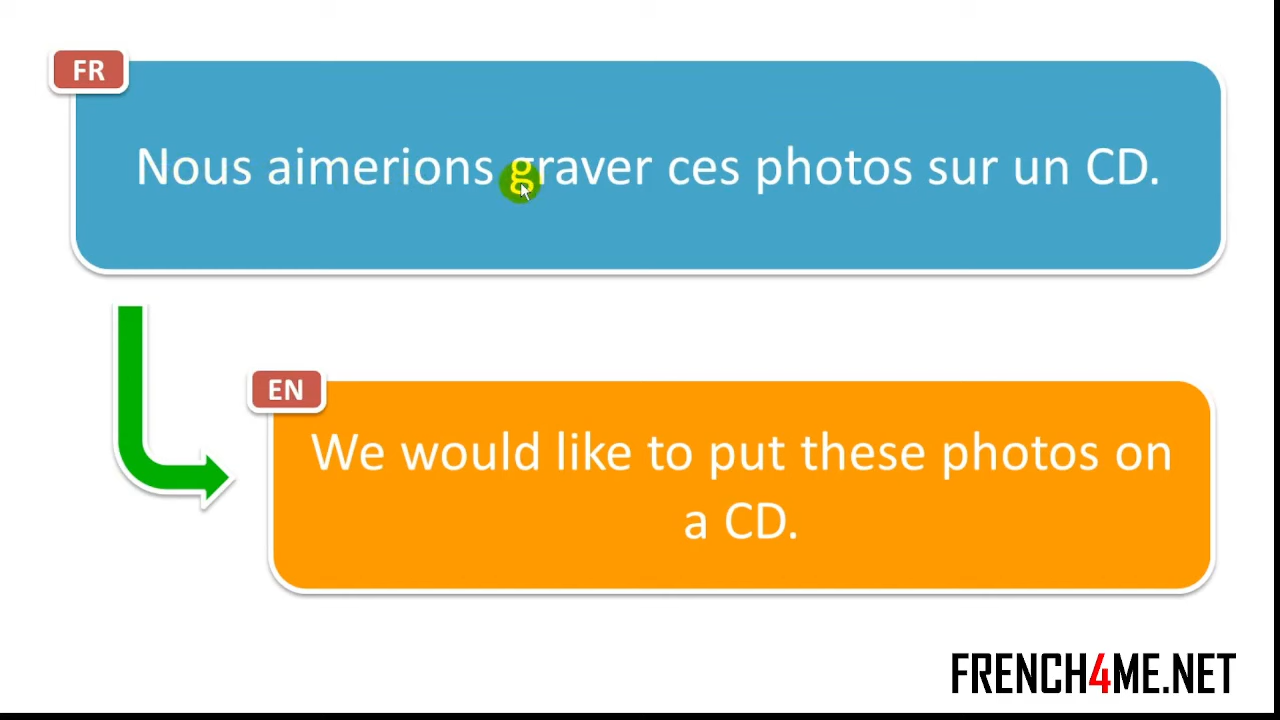 FR
Nous aimerions graver ces photos sur un CD.
EN
We would like to put these photos on
a CD.
FRENCH4ME.NET